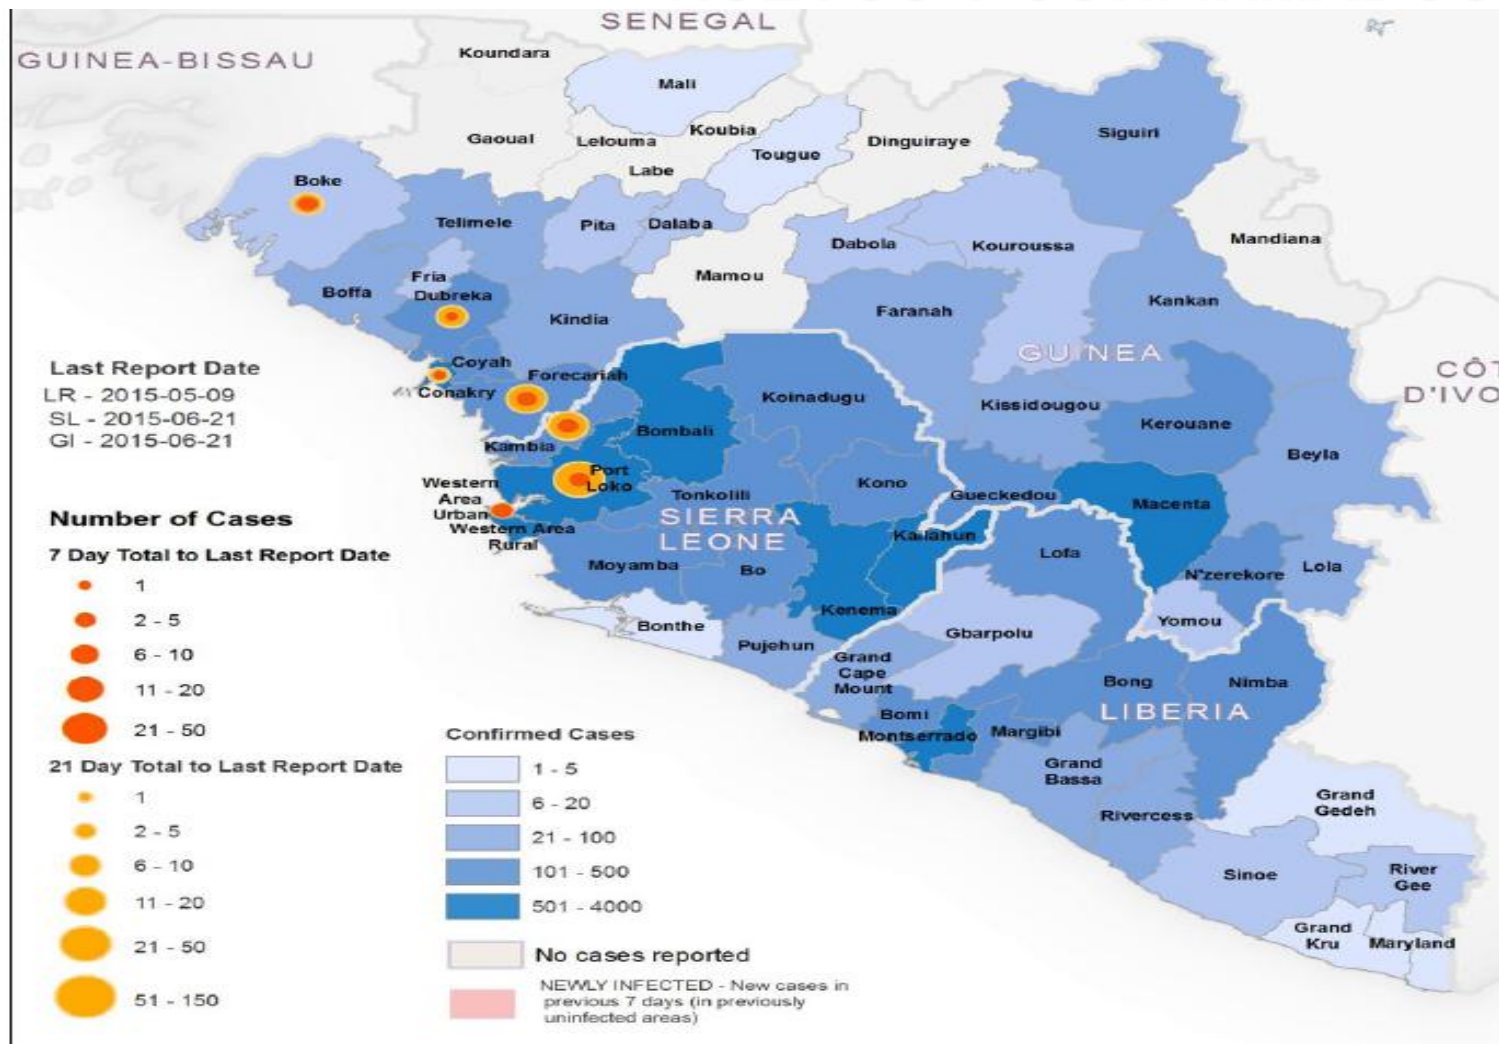 SENEGAL
GUINEA-BISSAU
Koundara
Mali
Gaoual
Lelouma
Koubia
Labe
Tougue
Dinguiraye
Siguiri
Boke
Telimele
Pita
Dalaba
Dabola
Kouroussa
Mandiana
Mamou
Fria
Boffa
Dubreka
Kindia
Faranah
Kankan
GUINEA
CÔT
D'IVO
Last Report Date
LR - 2015-05-09
SL - 2015-06-21
GI - 2015-06-21
Coyah
Conakry
Forecariah
Koinadugu
Kissidougou
Kerouane
Beyla
Bombali
Kambia
Port
Loko
Western
Area
Urban
Western Area
Rural
Tonkolili
Kono
Gueckedou
Macenta
SIERRA
LEONE
Kailahun
Lofa
N'zerekore
Lola
Moyamba
Bo
Kenema
Yomou
Bonthe
Pujehun
Gbarpolu
Grand
Cape
Mount
Bong
Nimba
LIBERIA
Bomi
Montserrado
Margibi
Grand
Bassa
Rivercess
Grand
Gedeh
Sinoe
River
Gee
Grand
Kru
Maryland
Number of Cases
7 Day Total to Last Report Date
1
2 - 5
6 - 10
11 - 20
21 - 50
21 Day Total to Last Report Date
1
2 - 5
6 - 10
11 - 20
21 - 50
51 - 150
Confirmed Cases
1 - 5
6 - 20
21 - 100
101 - 500
501 - 4000
No cases reported
NEWLY INFECTED - New cases in
previous 7 days (in previously
uninfected areas)